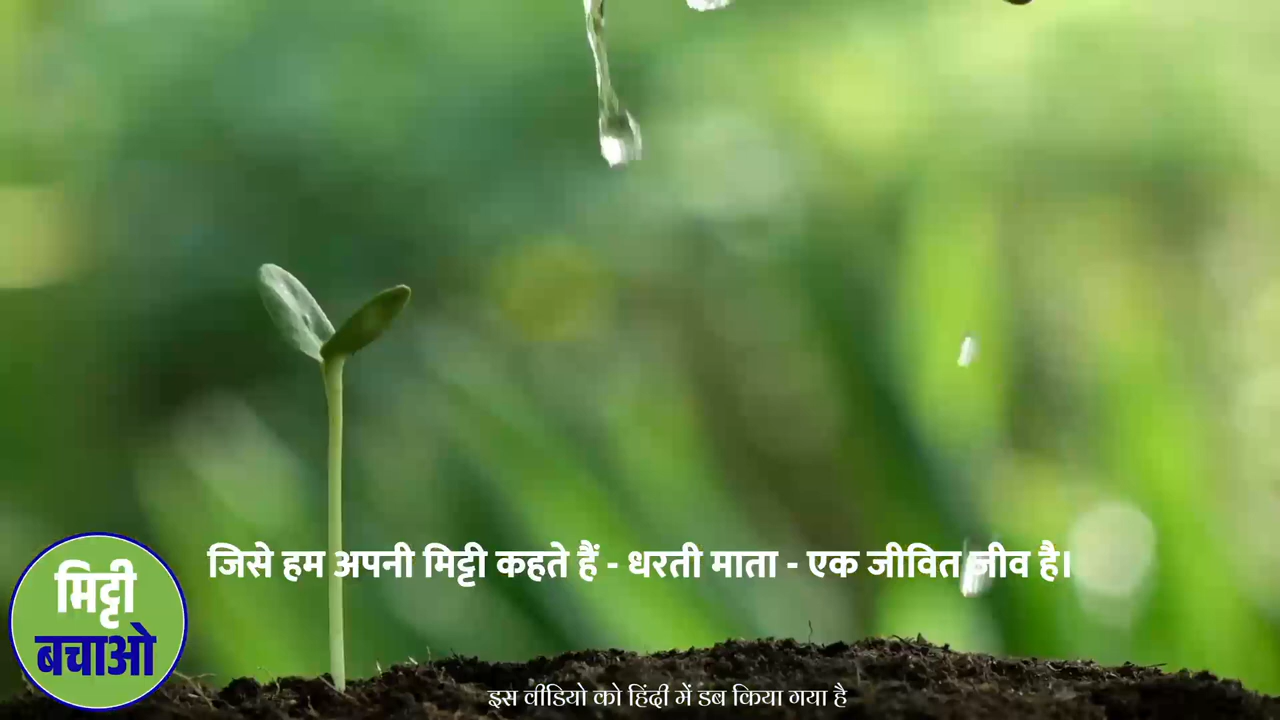 जिसे हम अपनी मिट्टी कहते हैं - धरती माता - एक जीवित जीव है।
मिट्टी
बचाओ
इस वीडियो को हिंदी में डब किया गया है